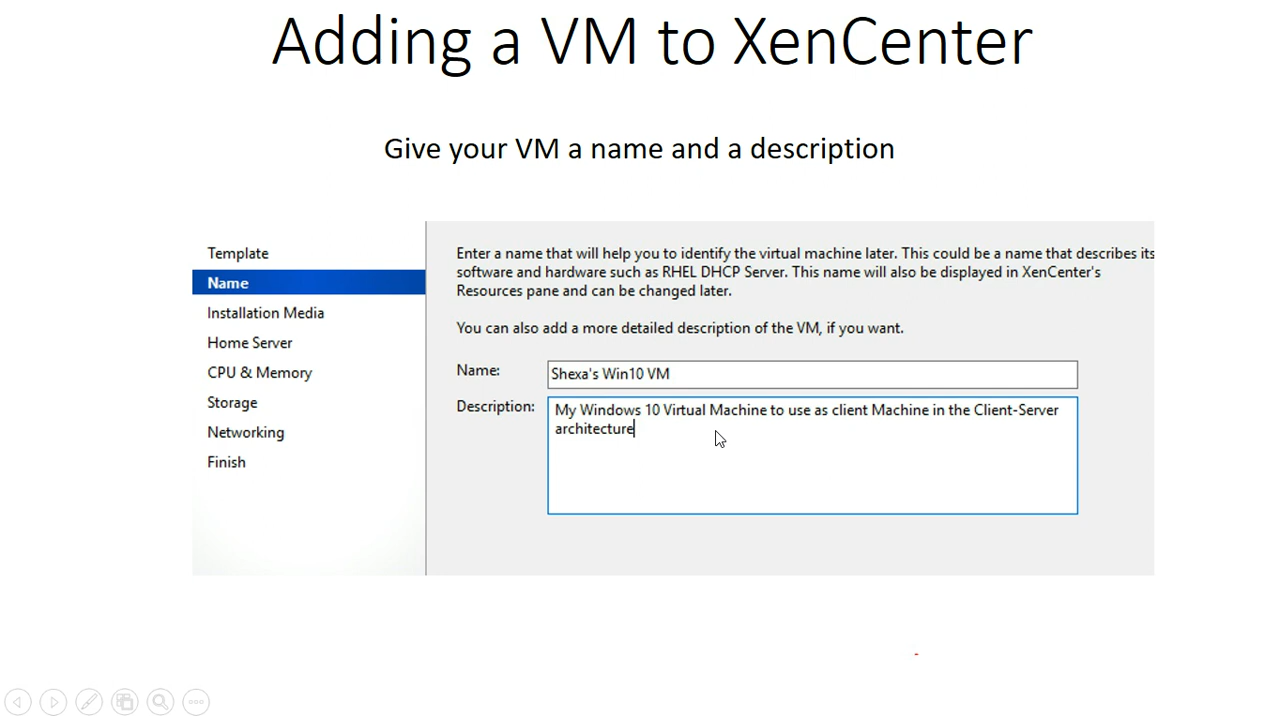 Adding a VM to XenCenter
Give your VM a name and a description
Template
Name
Installation Media
Home Server
CPU & Memory
Storage
Networking
Finish
Enter a name that will help you to identify the virtual machine later. This could be a name that describes its
software and hardware such as RHEL DHCP Server. This name will also be displayed in XenCenter's
Resources pane and can be changed later.
You can also add a more detailed description of the VM, if you want.
Name: Shexa's Win10 VM
Description: My Windows 10 Virtual Machine to use as client Machine in the Client-Server
architecture